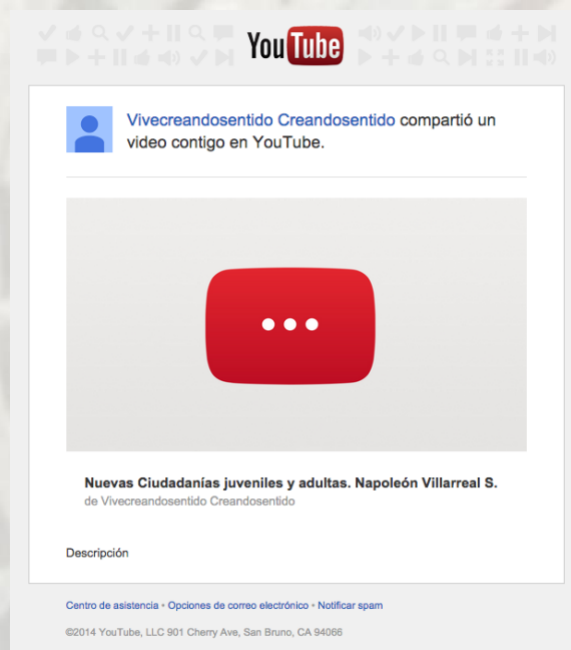 YouTube
Vivecreandosentido Creandosentido compartió un
video contigo en YouTube.
Nuevas Ciudadanías juveniles y adultas. Napoleón Villarreal S.
de Vivecreandosentido Creandosentido
Descripción
Centro de asistencia • Opciones de correo electrónico • Notificar spam
©2014 YouTube, LLC 901 Cherry Ave, San Bruno, CA 94066